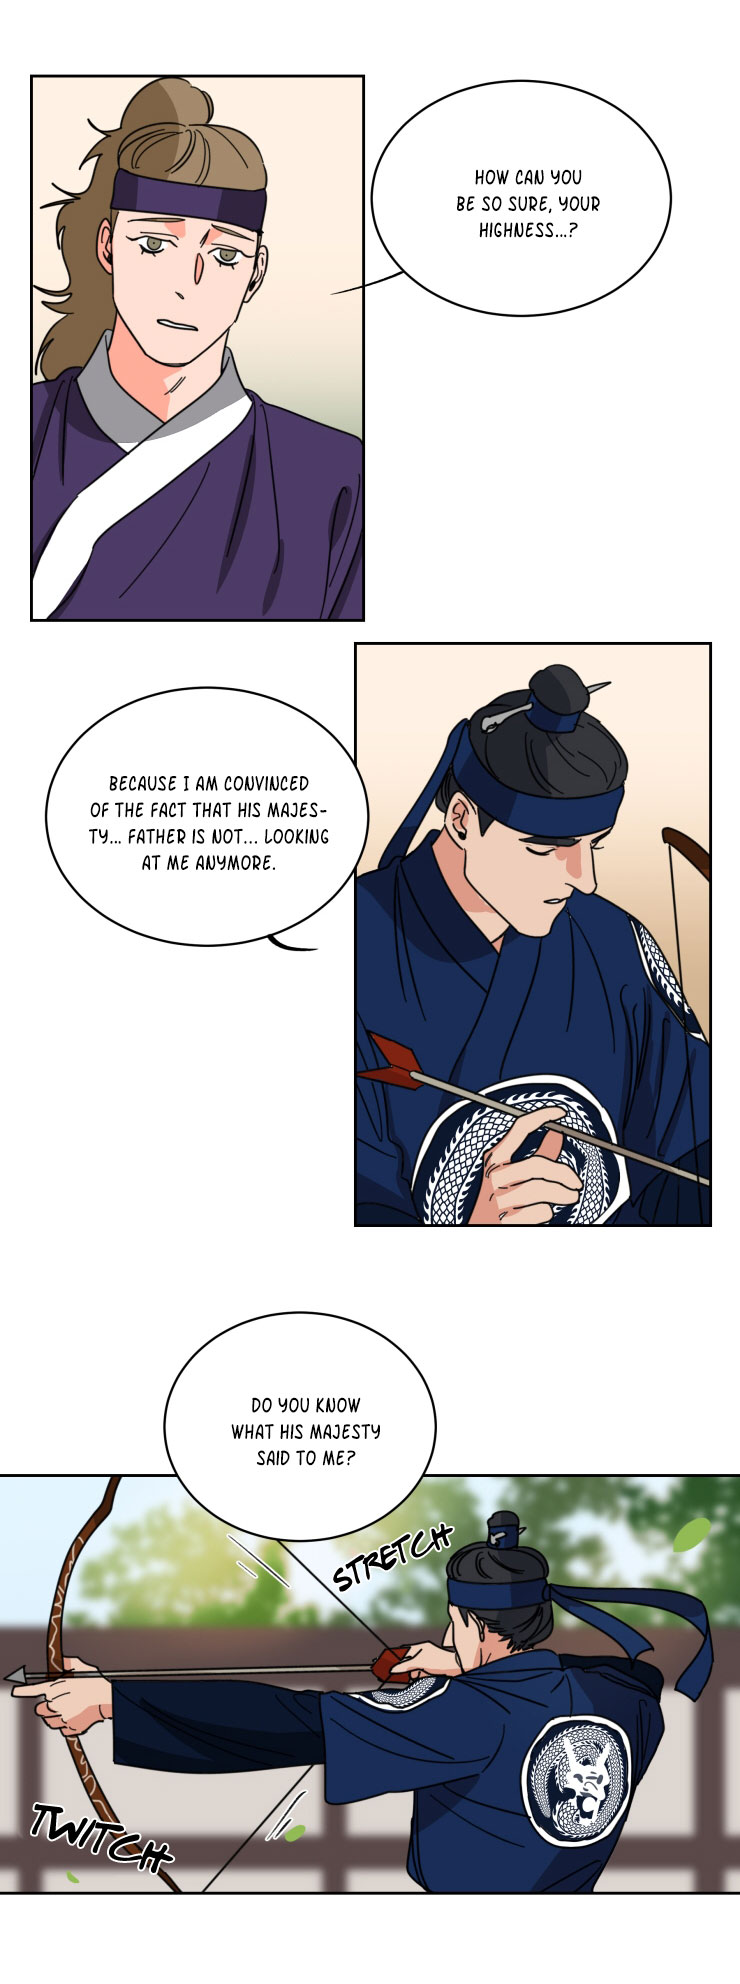 HOW CAN YOU
BE SO SURE, YOUR
HIGHNESS...?
BECAUSE I AM CONVINCED
OF THE FACT THAT HIS MAJES-
TY... FATHER IS NOT... LOOKING
AT ME ANYMORE.
DO YOU KNOW
WHAT HIS MAJESTY
SAID TO ME?
STRETCH
TWITCH